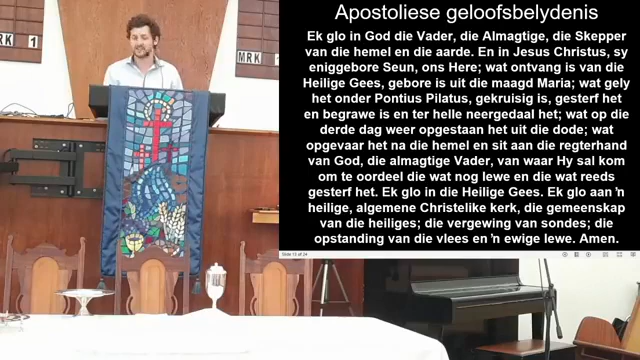 MRK 1
MRK
Apostoliese geloofsbelydenis
Ek glo in God die Vader, die Almagtige, die Skepper
van die hemel en die aarde. En in Jesus Christus, sy
eniggebore Seun, ons Here; wat ontvang is van die
Heilige Gees, gebore is uit die maagd Maria; wat gely
het onder Pontius Pilatus, gekruisig is, gesterf het
en begrawe is en ter helle neergedaal het; wat op die
derde dag weer opgestaan het uit die dode; wat
opgevaar het na die hemel en sit aan die regterhand
van God, die almagtige Vader, van waar Hy sal kom
om te oordeel die wat nog lewe en die wat reeds
gesterf het. Ek glo in die Heilige Gees. Ek glo aan 'n
heilige, algemene Christelike kerk, die gemeenskap
van die heiliges; die vergewing van sondes; die
opstanding van die vlees en 'n ewige lewe. Amen.